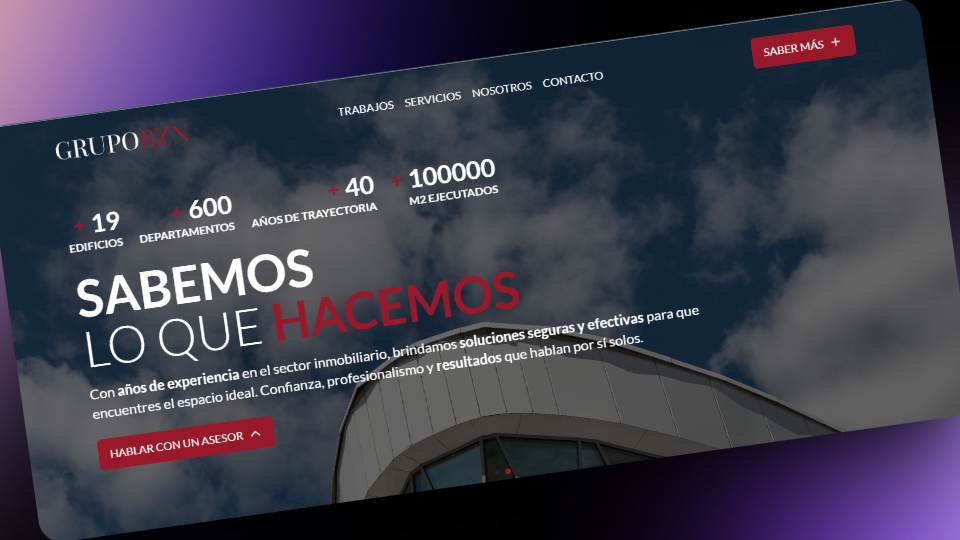 SABER MÁS +
TRABAJOS SERVICIOS NOSOTROS CONTACTO
GRUPOBZN
+ 19 + 600 + 40 + 100000
EDIFICIOS DEPARTAMENTOS AÑOS DE TRAYECTORIA M2 EJECUTADOS
SABEMOS
LO QUE HACEMOS
Con años de experiencia en el sector inmobiliario, brindamos soluciones seguras y efectivas para que
encuentres el espacio ideal. Confianza, profesionalismo y resultados que hablan por sí solos.
HABLAR CON UN ASESOR